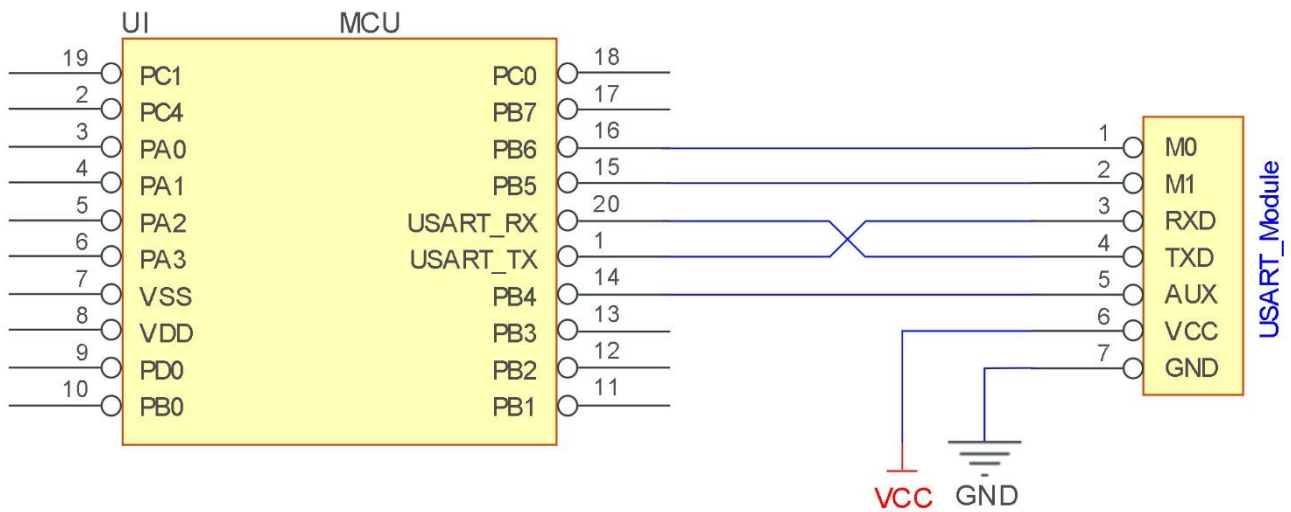 UI MCU
19 PC1 PC0 18
2 PC4 PB7 17
3 PA0 PB6 16 1 M0
4 PA1 PB5 15 2 M1
5 PA2 USART_RX 20 3 RXD
6 PA3 USART_TX 1 4 TXD
7 VSS PB4 14 5 AUX
8 VDD PB3 13 6 VCC
9 PD0 PB2 12 7 GND
10 PB0 PB1 11
USART_Module
VCC GND